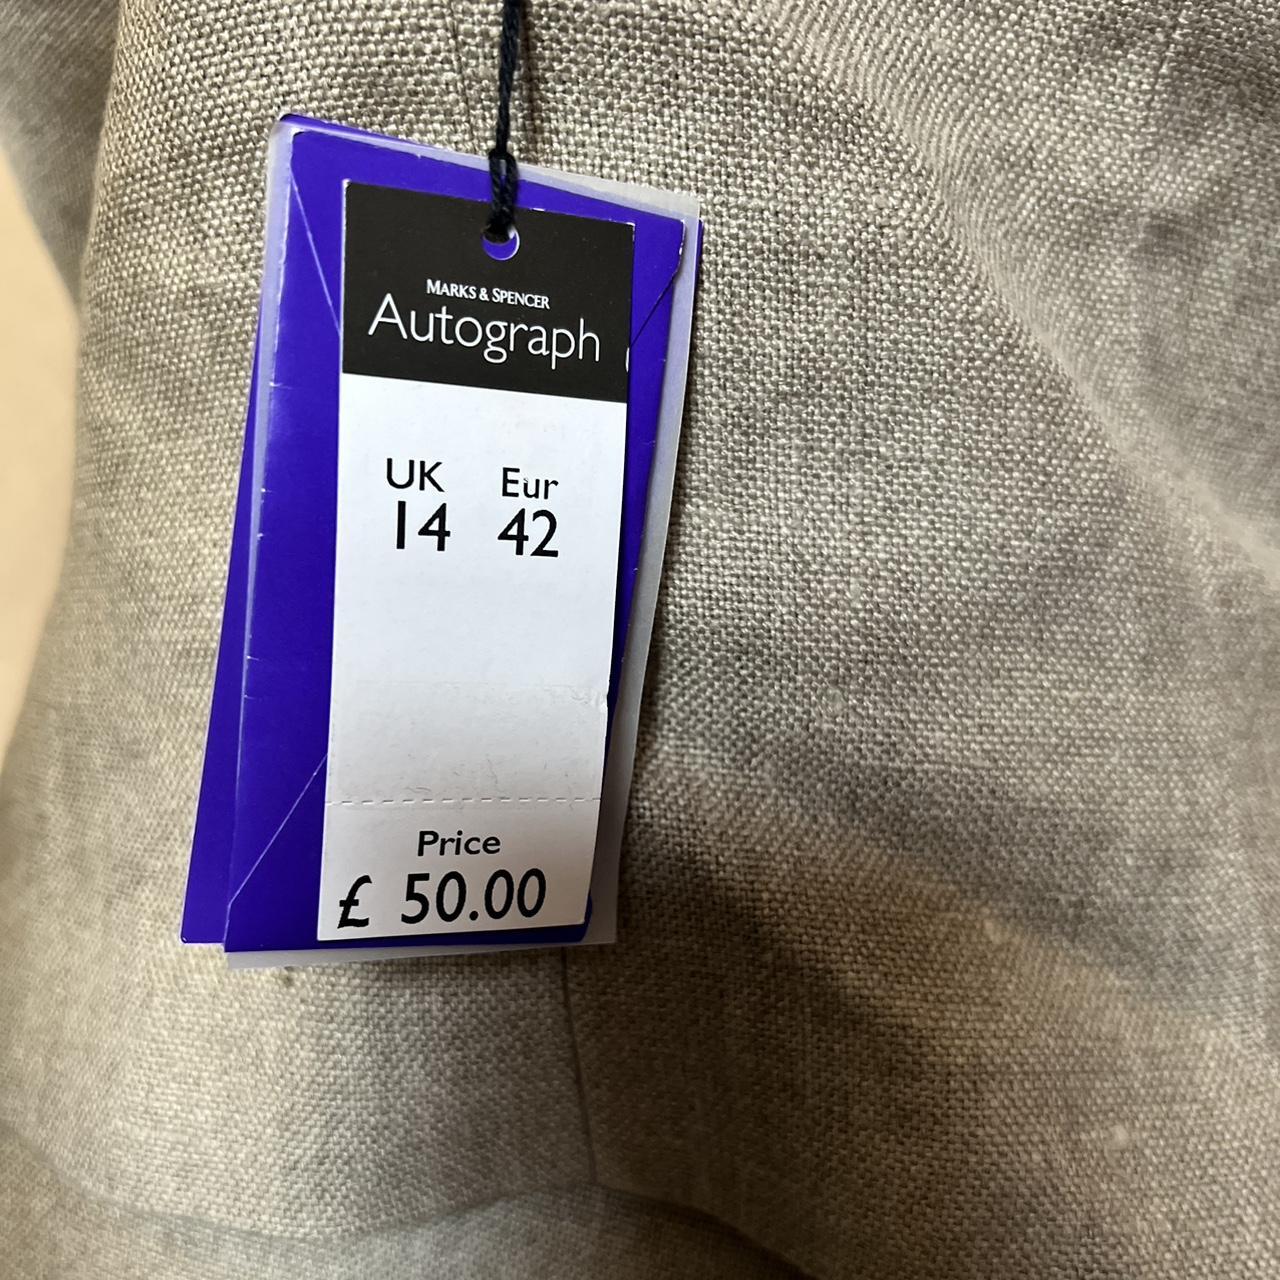 MARKS & SPENCER
Autograph
UK Eur
14 42
Price
£ 50.00